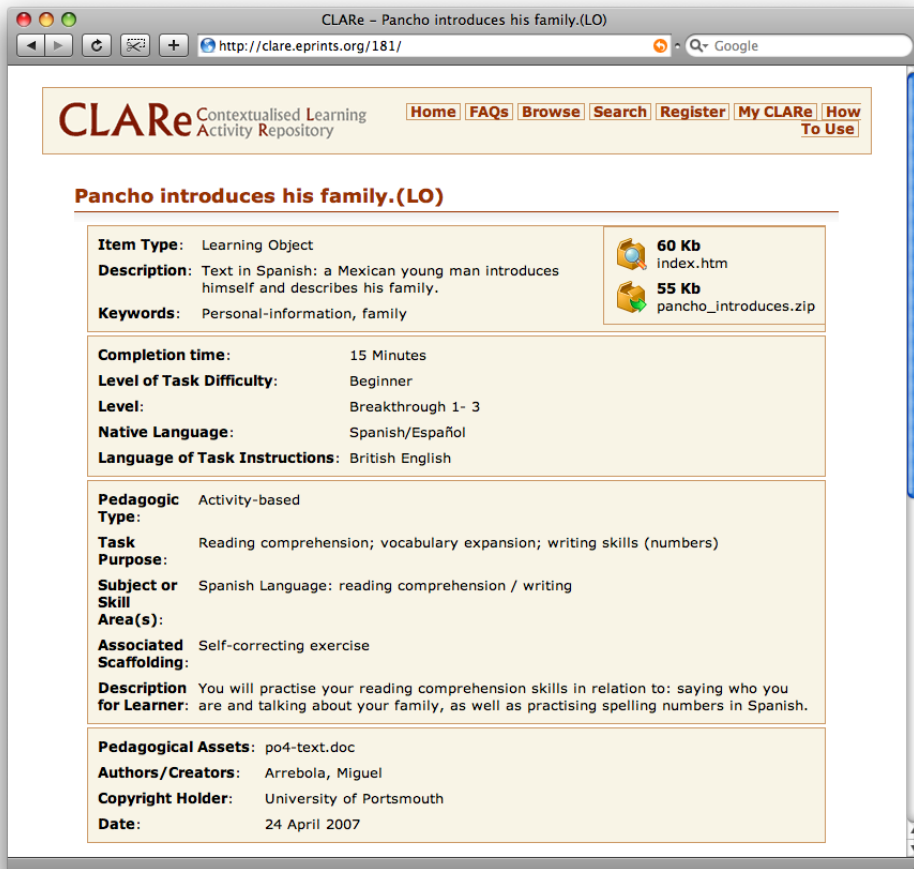 CLARe – Pancho introduces his family.(LO)
http://clare.eprints.org/181/
Google
CLARe Contextualised Learning
Activity Repository
Home FAQs Browse Search Register My CLARe How
To Use
Pancho introduces his family.(LO)
Item Type: Learning Object
Description: Text in Spanish: a Mexican young man introduces
himself and describes his family.
Keywords: Personal-information, family
60 Kb
index.htm
55 Kb
pancho_introduces.zip
Completion time: 15 Minutes
Level of Task Difficulty: Beginner
Level: Breakthrough 1- 3
Native Language: Spanish/Español
Language of Task Instructions: British English
Pedagogic Activity-based
Type:
Task Reading comprehension; vocabulary expansion; writing skills (numbers)
Purpose:
Subject or Spanish Language: reading comprehension / writing
Skill
Area(s):
Associated Self-correcting exercise
Scaffolding:
Description You will practise your reading comprehension skills in relation to: saying who you
for Learner: are and talking about your family, as well as practising spelling numbers in Spanish.
Pedagogical Assets: po4-text.doc
Authors/Creators: Arrebola, Miguel
Copyright Holder: University of Portsmouth
Date: 24 April 2007